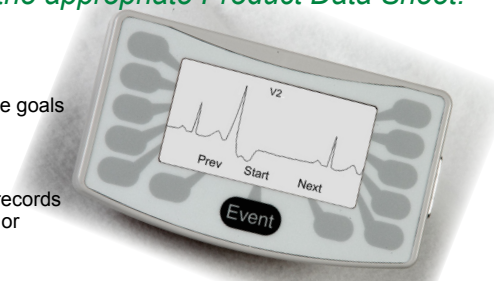 the appropriate Product Data Sheet.
e goals
records
or
V2
Prev Start Next
Event